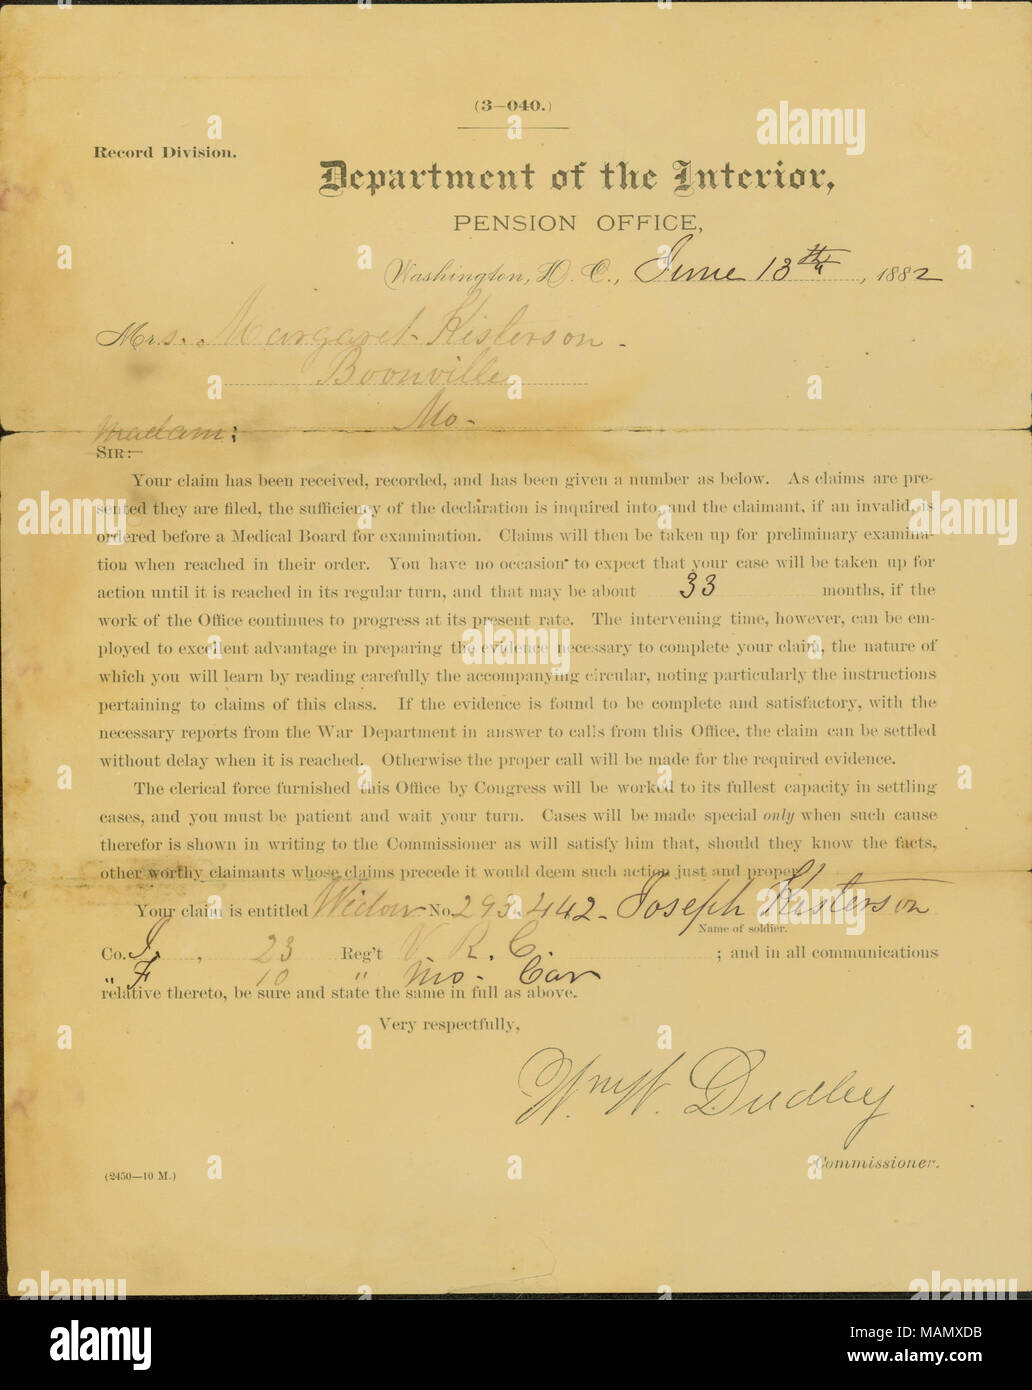 (3–040.)
Record Division.
Department of the Interior,
PENSION OFFICE,
Washington, D. C., June 13th, 1882
Mrs. Margaret Kisterson.
Boonville
Mo.
Madam:
SIR:—
Your claim has been received, recorded, and has been given a number as below. As claims are pre-
sented they are filed, the sufficiency of the declaration is inquired into, and the claimant, if an invalid, is
ordered before a Medical Board for examination. Claims will then be taken up for preliminary examina-
tion when reached in their order. You have no occasion to expect that your case will be taken up for
action until it is reached in its regular turn, and that may be about 33 months, if the
work of the Office continues to progress at its present rate. The intervening time, however, can be em-
ployed to excellent advantage in preparing the evidence necessary to complete your claim, the nature of
which you will learn by reading carefully the accompanying circular, noting particularly the instructions
pertaining to claims of this class. If the evidence is found to be complete and satisfactory, with the
necessary reports from the War Department in answer to calls from this Office, the claim can be settled
without delay when it is reached. Otherwise the proper call will be made for the required evidence.
The clerical force furnished this Office by Congress will be worked to its fullest capacity in settling
cases, and you must be patient and wait your turn. Cases will be made special only when such cause
therefor is shown in writing to the Commissioner as will satisfy him that, should they know the facts,
other worthy claimants whose claims precede it would deem such action just and proper.
Your claim is entitled Widow No. 293.442- Joseph Kisterson
Name of soldier.
Co. I. , 23 Reg't V. R. C. ; and in all communications
" F 10 " Mo. Cav
relative thereto, be sure and state the same in full as above.
Very respectfully,
Wm W. Dudley
Commissioner.
(2450—10 M.)
alamy
Image ID: MAMXDB
www.alamy.com